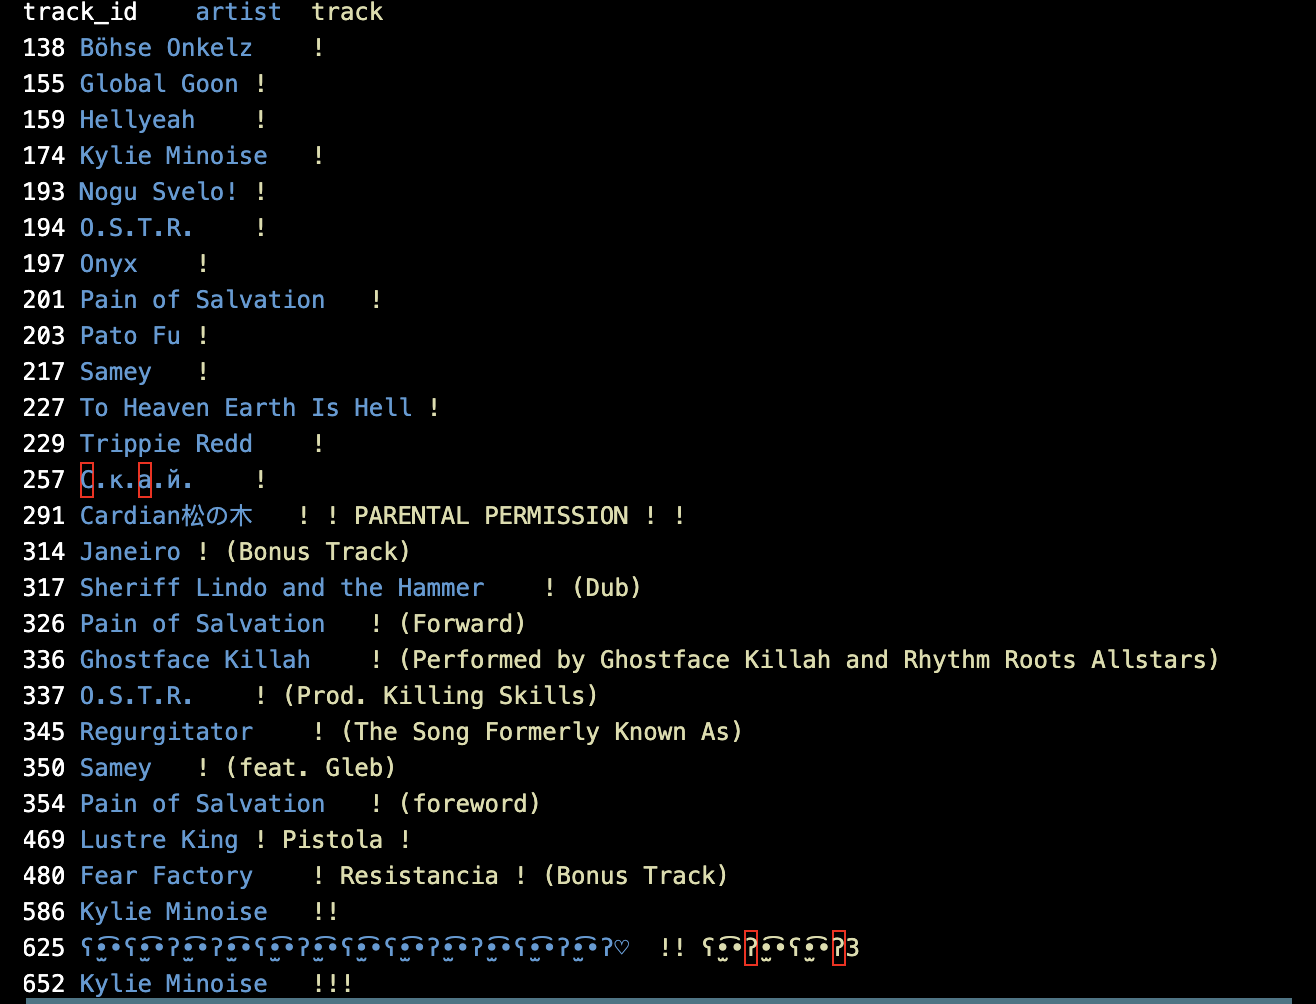 track_id	artist	track
138	Böhse Onkelz	!
155	Global Goon	!
159	Hellyeah	!
174	Kylie Minoise	!
193	Nogu Svelo!	!
194	O.S.T.R.	!
197	Onyx	!
201	Pain of Salvation	!
203	Pato Fu	!
217	Samey	!
227	To Heaven Earth Is Hell	!
229	Trippie Redd	!
257	С.к.а.й.	!
291	Cardian松の木	! ! PARENTAL PERMISSION ! !
314	Janeiro	! (Bonus Track)
317	Sheriff Lindo and the Hammer	! (Dub)
326	Pain of Salvation	! (Forward)
336	Ghostface Killah	! (Performed by Ghostface Killah and Rhythm Roots Allstars)
337	O.S.T.R.	! (Prod. Killing Skills)
345	Regurgitator	! (The Song Formerly Known As)
350	Samey	! (feat. Gleb)
354	Pain of Salvation	! (foreword)
469	Lustre King	! Pistola !
480	Fear Factory	! Resistancia ! (Bonus Track)
586	Kylie Minoise	!!
625	!!
652	Kylie Minoise	!!!